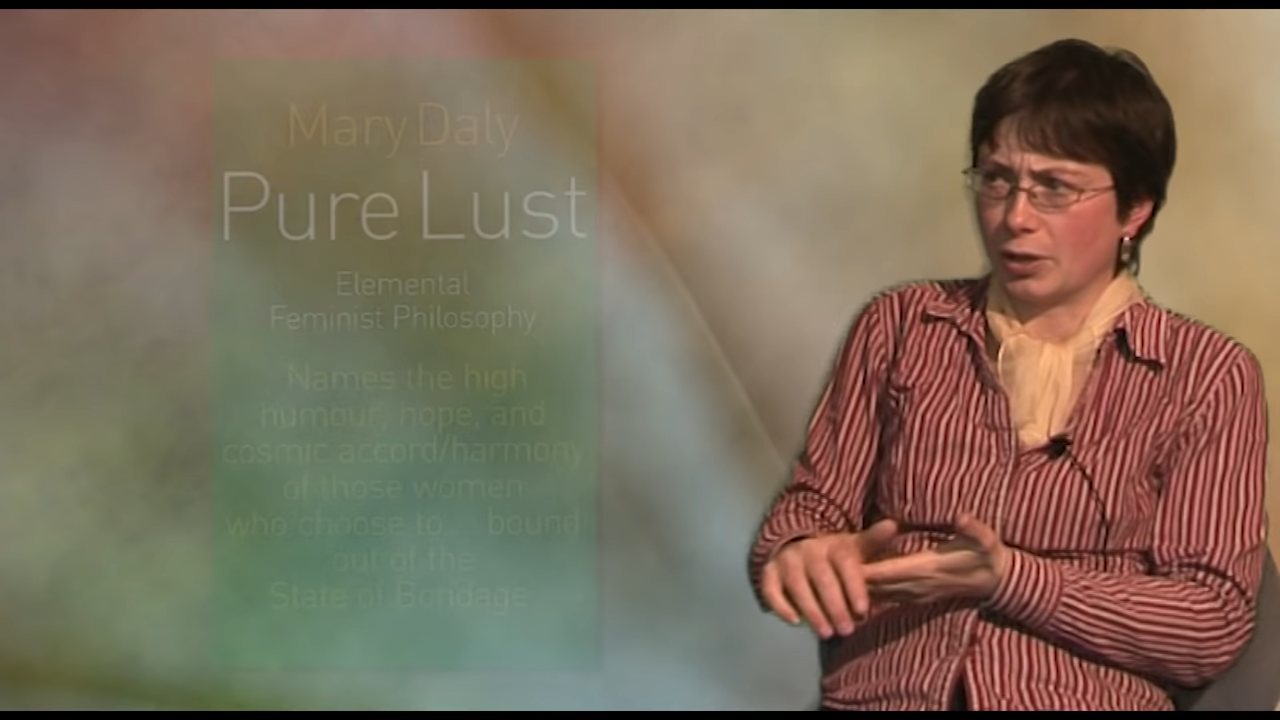 Mary Daly
Pure Lust
Elemental
Feminist Philosophy
Names the high
humour, hope, and
cosmic accord/harmony
of those women
who choose to... bound
out of the
State of Bondage